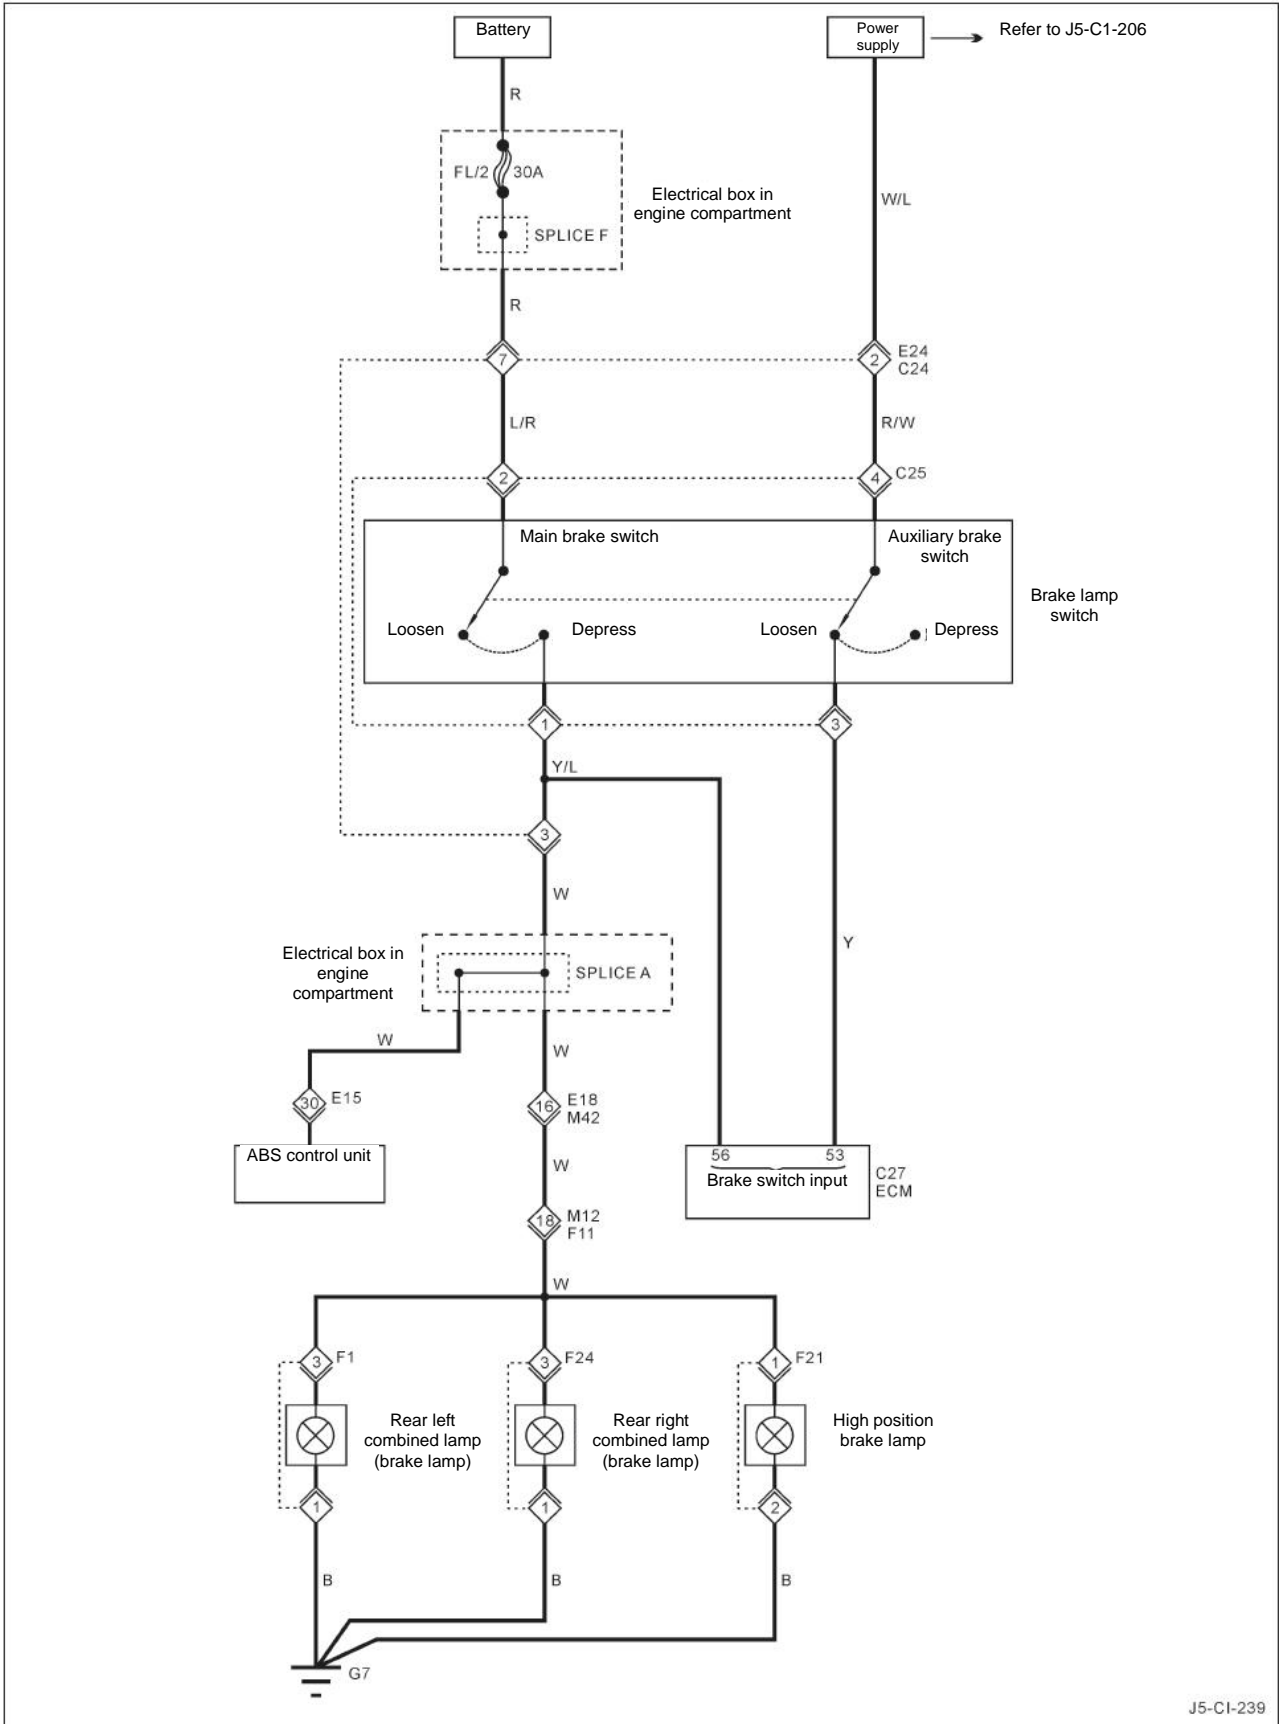 Battery
Power
supply
Refer to J5-C1-206
R
FL/2
30A
Electrical box in
engine compartment
W/L
SPLICE F
R
7
2
E24
C24
L/R
R/W
2
4
C25
Main brake switch
Auxiliary brake
switch
Brake lamp
switch
Loosen
Depress
Loosen
Depress
1
3
Y/L
3
W
Y
Electrical box in
engine
compartment
SPLICE A
W
W
30
E15
16
E18
M42
ABS control unit
W
56
53
Brake switch input
C27
ECM
18
M12
F11
W
3
F1
3
F24
1
F21
Rear left
combined lamp
(brake lamp)
Rear right
combined lamp
(brake lamp)
High position
brake lamp
1
1
2
B
B
B
G7
J5-CI-239